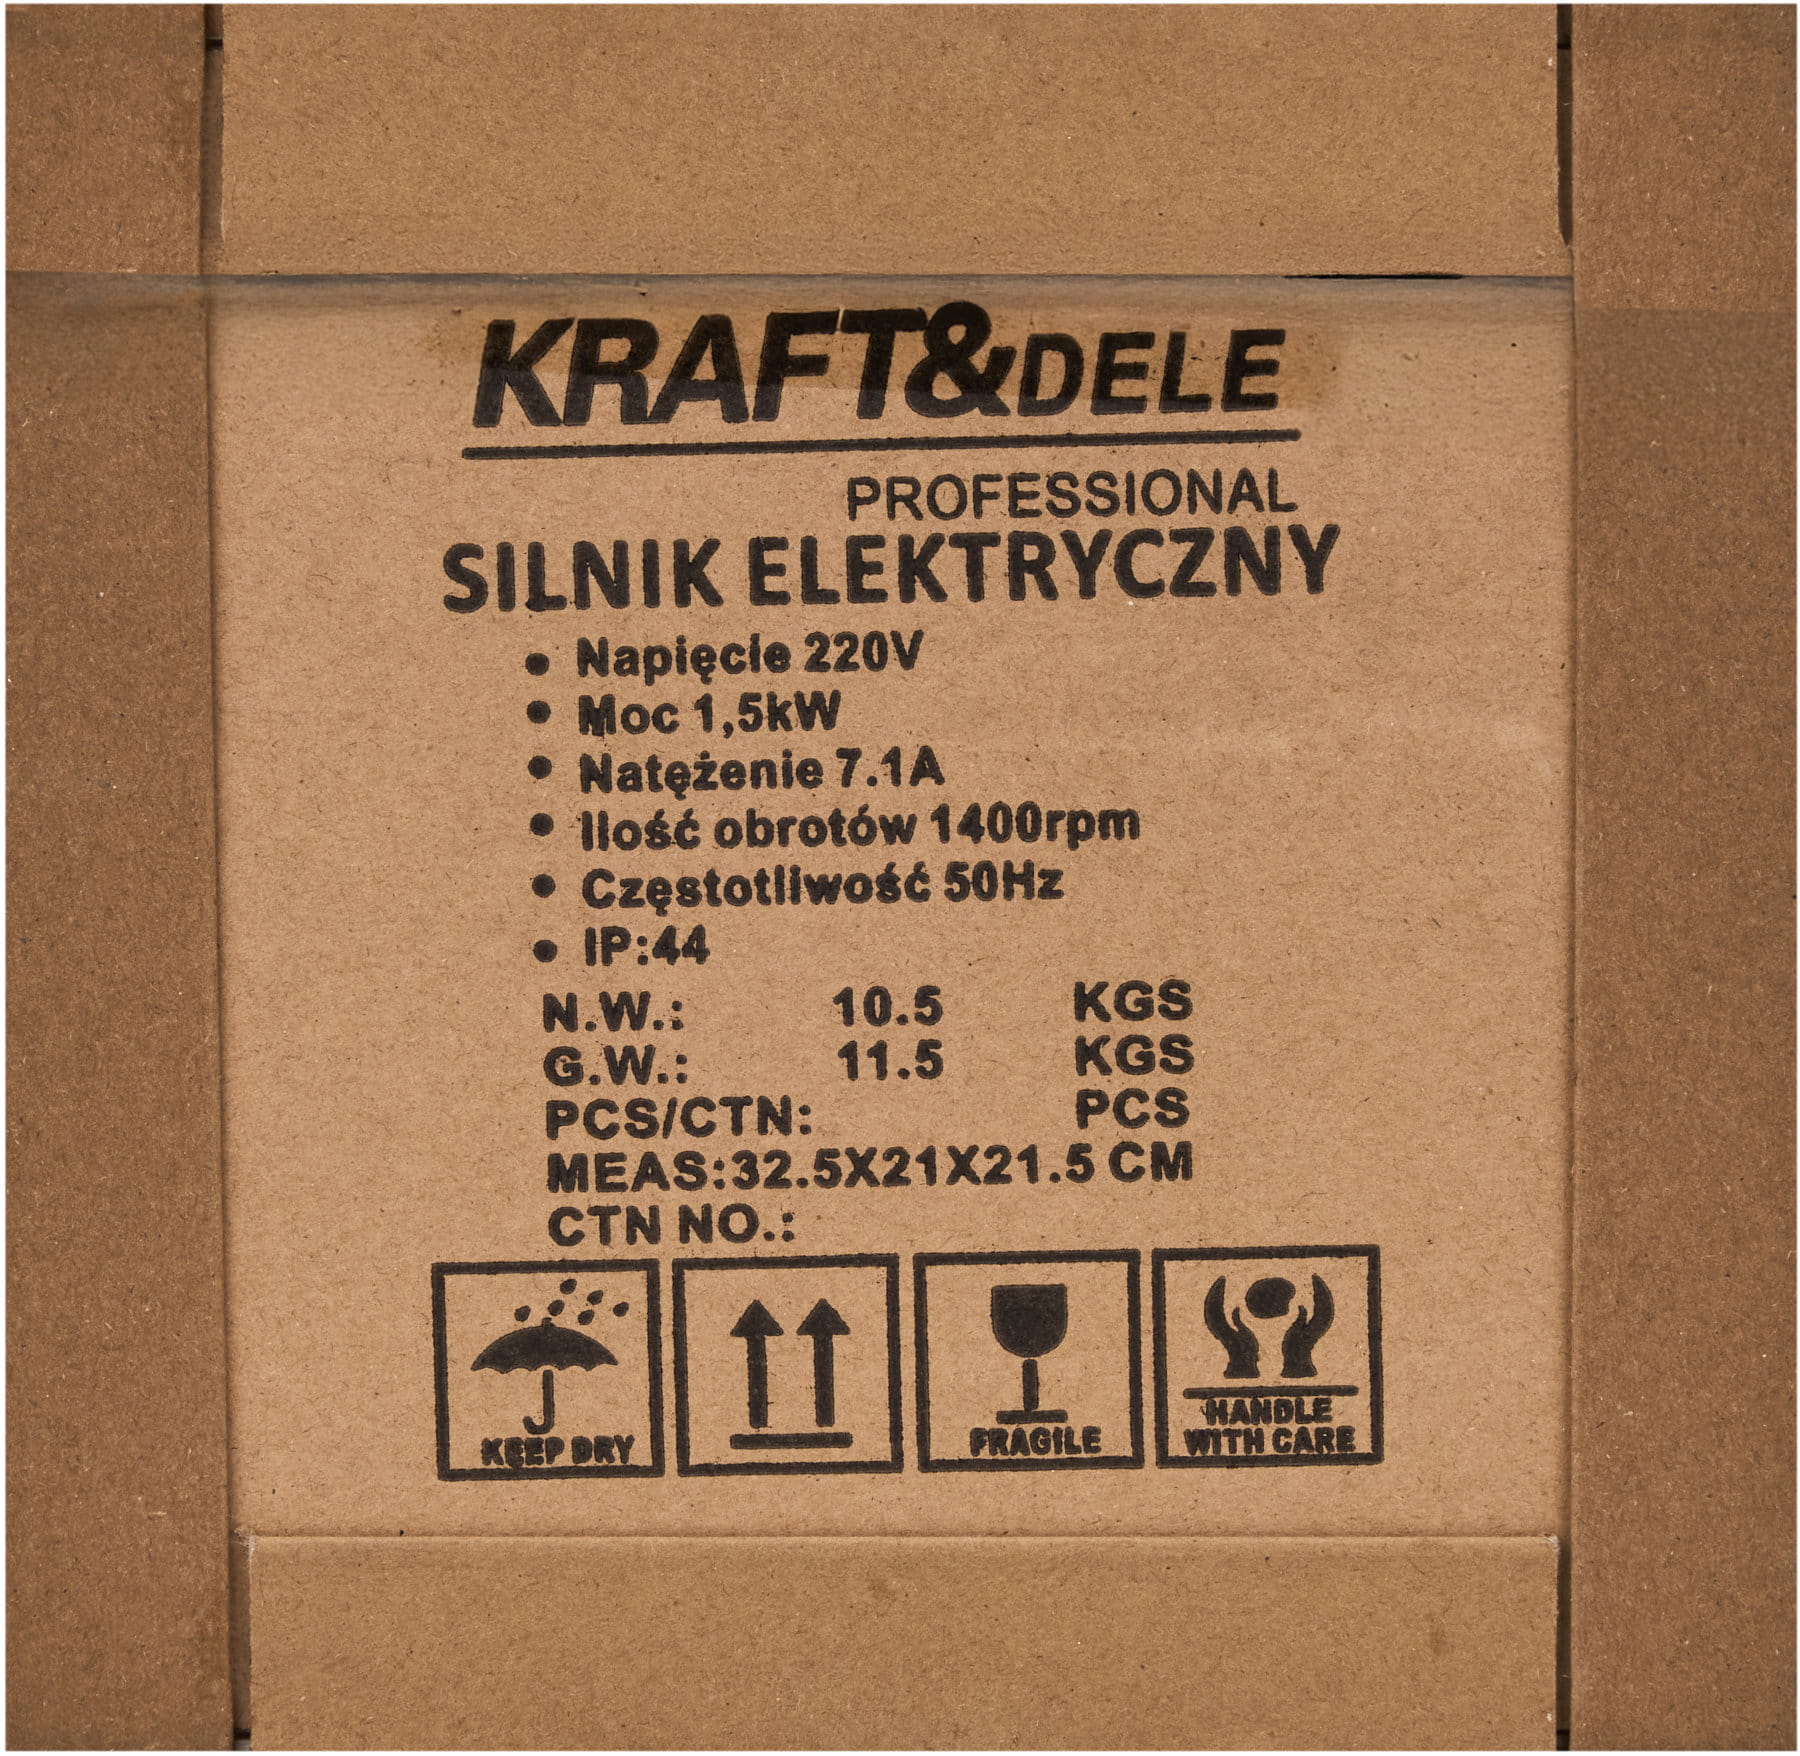 KRAFT&DELE
PROFESSIONAL
SILNIK ELEKTRYCZNY
• Napięcie 220V
• Moc 1,5kW
• Natężenie 7.1A
• Ilość obrotów 1400rpm
• Częstotliwość 50Hz
• IP:44
N.W.: 10.5 KGS
G.W.: 11.5 KGS
PCS/CTN: PCS
MEAS:32.5X21X21.5 CM
CTN NO.:
KEEP DRY
FRAGILE
HANDLE
WITH CARE